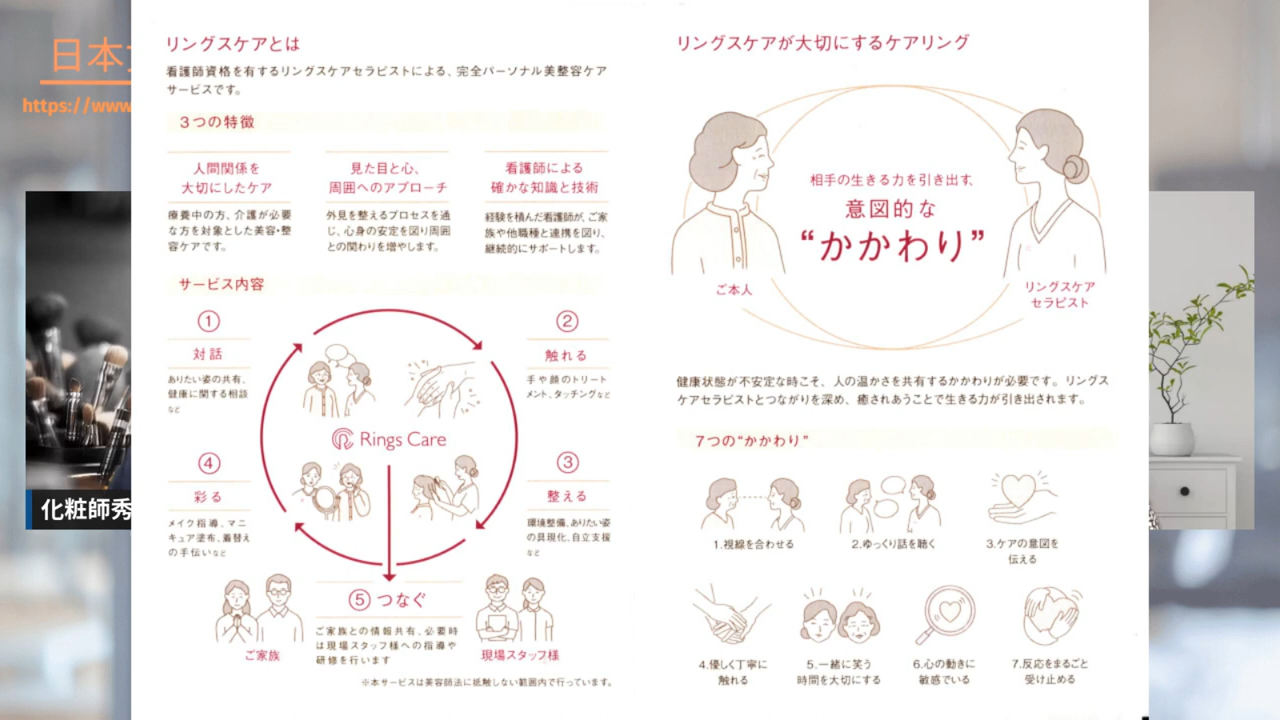 日本
https://www
化粧師秀
リングスケアとは
看護師資格を有するリングスケアセラピストによる、完全パーソナル美整容ケア
サービスです。
3つの特徴
人間関係を
大切にしたケア
療養中の方、介護が必要
な方を対象とした美容・整
容ケアです。
見た目と心、
周囲へのアプローチ
外見を整えるプロセスを通
じ、心身の安定を図り周囲
との関わりを増やします。
看護師による
確かな知識と技術
経験を積んだ看護師が、ご家
族や他職種と連携を図り、
継続的にサポートします。
サービス内容
①
対話
ありたい姿の共有、
健康に関する相談
など
②
触れる
手や顔のトリート
メント、タッチングなど
Rings Care
④
彩る
メイク指導、マニ
キュア塗布、着替え
の手伝いなど
③
整える
環境整備、ありたい姿
の具現化、自立支援
など
⑤ つなぐ
ご家族との情報共有、必要時
は現場スタッフ様への指導や
研修を行います
ご家族
現場スタッフ様
※本サービスは美容師法に抵触しない範囲内で行っています。
リングスケアが大切にするケアリング
相手の生きる力を引き出す、
意図的な
“かかわり”
ご本人
リングスケア
セラピスト
健康状態が不安定な時こそ、人の温かさを共有するかかわりが必要です。リングス
ケアセラピストとつながりを深め、癒されあうことで生きる力が引き出されます。
7つの“かかわり”
1.視線を合わせる
2.ゆっくり話を聴く
3.ケアの意図を
伝える
4.優しく丁寧に
触れる
5.一緒に笑う
時間を大切にする
6.心の動きに
敏感でいる
7.反応をまるごと
受け止める